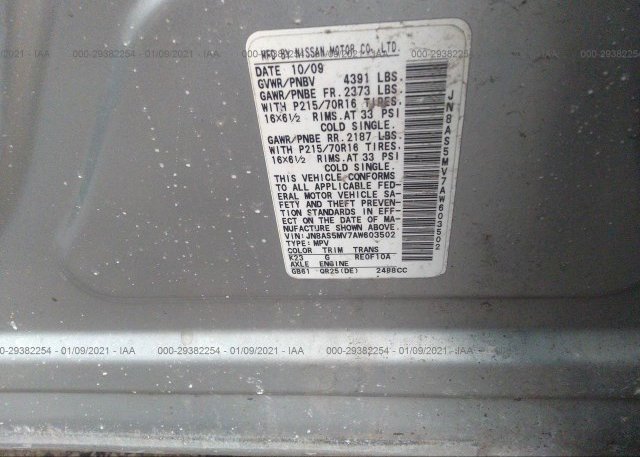 000-29382254 - 01/09/2021 - IAA
000-29382254 - 01/09/2021 - IAA
MFD BY NISSAN MOTOR CO., LTD.
DATE 10/09
GVWR/PNBV 4391 LBS.
GAWR/PNBE FR. 2373 LBS.
WITH P215/70R16 TIRES.
16X6½ RIMS. AT 33 PSI
COLD SINGLE.
GAWR/PNBE RR. 2187 LBS.
WITH P215/70R16 TIRES.
16X6½ RIMS. AT 33 PSI
COLD SINGLE.
THIS VEHICLE CONFORMS
TO ALL APPLICABLE FED-
ERAL MOTOR VEHICLE SA-
FETY AND THEFT PREVEN-
TION STANDARDS IN EFF-
ECT ON THE DATE OF MA-
NUFACTURE SHOWN ABOVE.
VIN: JN8AS5MV7AW603502
TYPE: MPV
COLOR TRIM TRANS
K23 G RE0F10A
AXLE ENGINE
GB61 QR25(DE) 2488CC
JN8AS5MV7AW603502
000-29382254 - 01/09/2021 - IAA
000-29382254 - 01/09/2021 - IAA
000-29382254 - 01/09/2021 - IAA
000-29382254 - 01/09/2021 - IAA
000-29382254 - 01/09/2021 - IAA
000-29382254 - 01/09/2021 - IAA